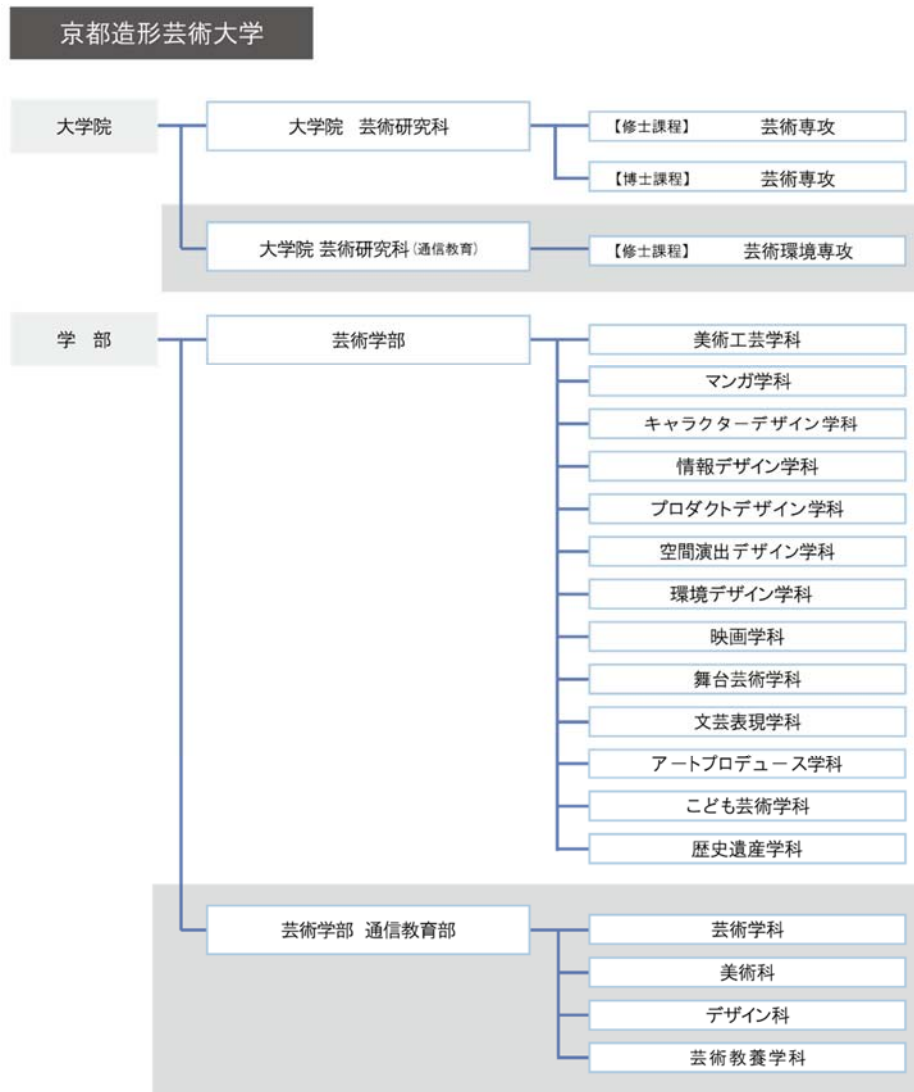 京都造形芸術大学
大学院
大学院 芸術研究科
【修士課程】 芸術専攻
【博士課程】 芸術専攻
大学院 芸術研究科(通信教育)
【修士課程】 芸術環境専攻
学 部
芸術学部
美術工芸学科
マンガ学科
キャラクターデザイン学科
情報デザイン学科
プロダクトデザイン学科
空間演出デザイン学科
環境デザイン学科
映画学科
舞台芸術学科
文芸表現学科
アートプロデュース学科
こども芸術学科
歴史遺産学科
芸術学部 通信教育部
芸術学科
美術科
デザイン科
芸術教養学科